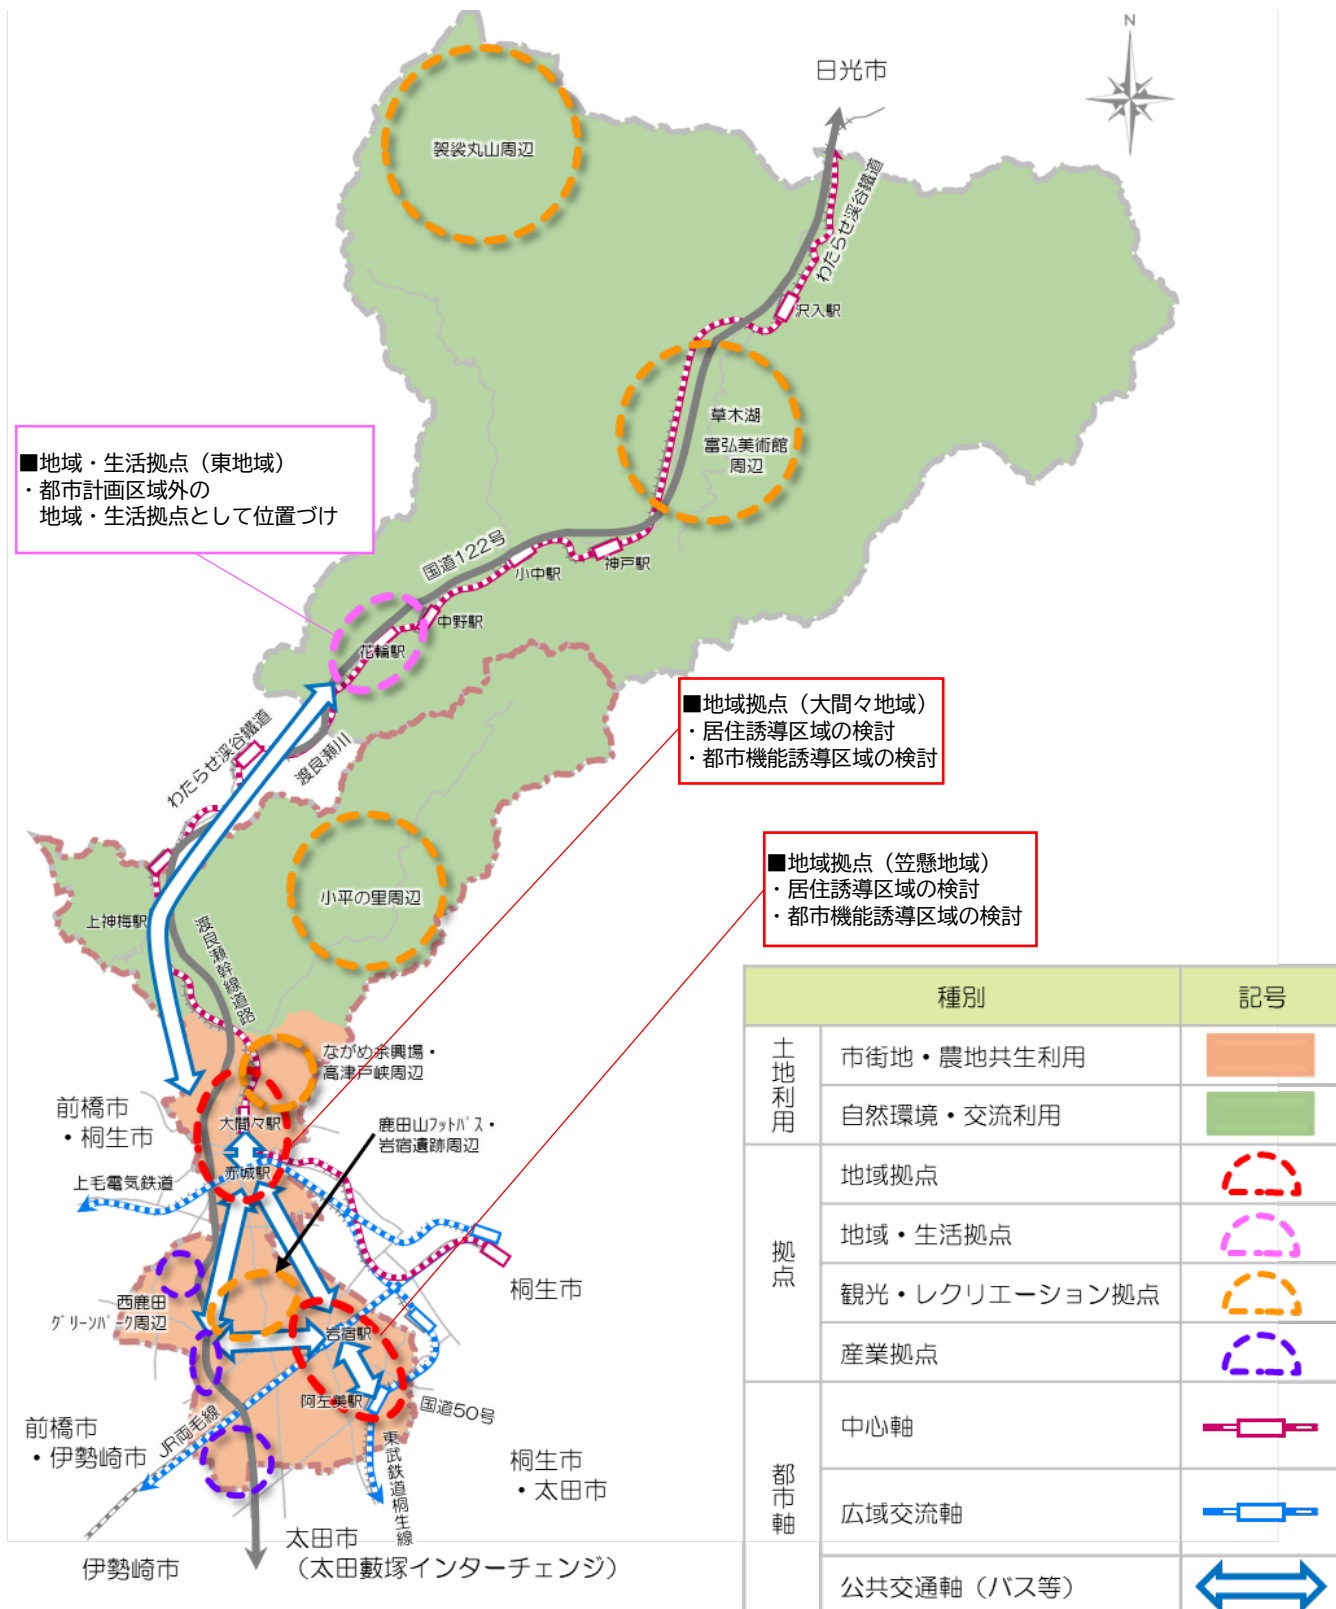 N
日光市
袈裟丸山周辺
わたらせ渓谷鐵道
沢入駅
草木湖
富弘美術館
周辺
■地域・生活拠点（東地域）
・都市計画区域外の
地域・生活拠点として位置づけ
国道122号
小中駅
神戸駅
中野駅
花輪駅
■地域拠点（大間々地域）
・居住誘導区域の検討
・都市機能誘導区域の検討
わたらせ渓谷鐵道
渡良瀬川
■地域拠点（笠懸地域）
・居住誘導区域の検討
・都市機能誘導区域の検討
小平の里周辺
上神梅駅
渡良瀬幹線道路
ながめ余興場・
高津戸峡周辺
前橋市
・桐生市
大間々駅
鹿田山フットパス・
岩宿遺跡周辺
赤城駅
上毛電気鉄道
桐生市
西鹿田
グリーンパーク周辺
岩宿駅
阿左美駅
国道50号
前橋市
・伊勢崎市
JR両毛線
東武鉄道桐生線
桐生市
・太田市
伊勢崎市
太田市
（太田藪塚インターチェンジ）
種別
記号
土地利用
市街地・農地共生利用
自然環境・交流利用
拠点
地域拠点
地域・生活拠点
観光・レクリエーション拠点
産業拠点
都市軸
中心軸
広域交流軸
公共交通軸（バス等）